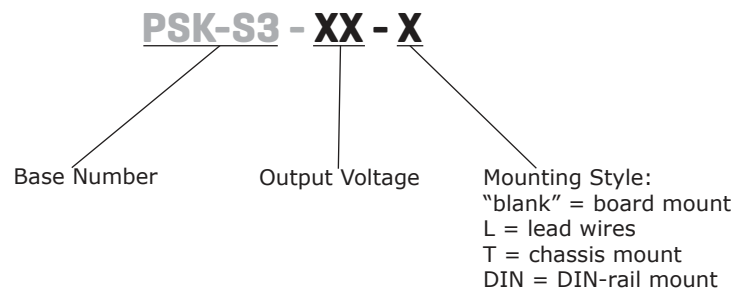 PSK-S3 - XX - X
Base Number
Output Voltage
Mounting Style:
“blank” = board mount
L = lead wires
T = chassis mount
DIN = DIN-rail mount